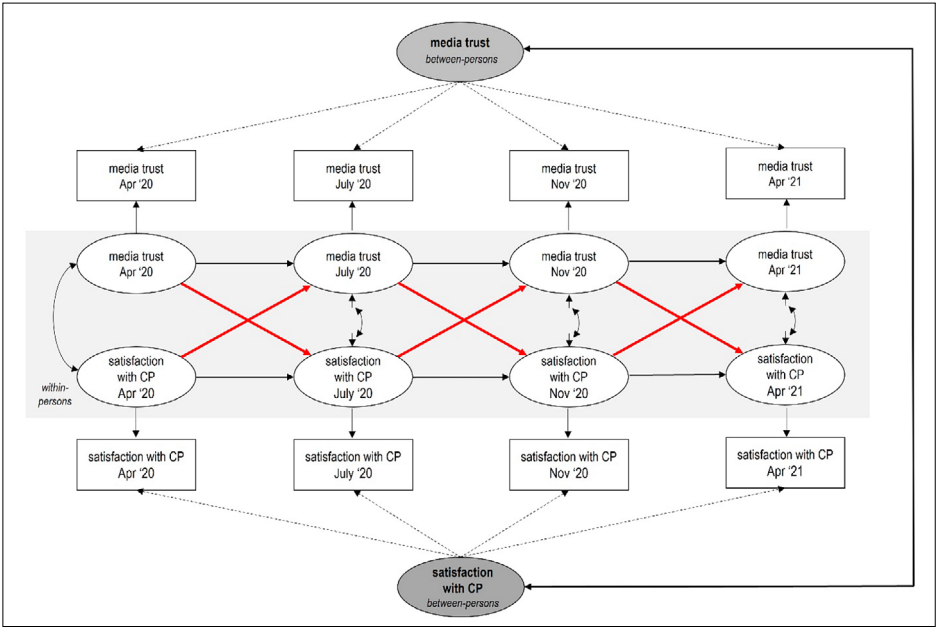 media trust
between-persons
media trust
Apr ‘20
media trust
July ‘20
media trust
Nov ‘20
media trust
Apr ‘21
media trust
Apr ‘20
media trust
July ‘20
media trust
Nov ‘20
media trust
Apr ‘21
within-
persons
satisfaction
with CP
Apr ‘20
satisfaction
with CP
July ‘20
satisfaction
with CP
Nov ‘20
satisfaction
with CP
Apr ‘21
satisfaction with CP
Apr ‘20
satisfaction with CP
July ‘20
satisfaction with CP
Nov ‘20
satisfaction with CP
Apr ‘21
satisfaction
with CP
between-persons